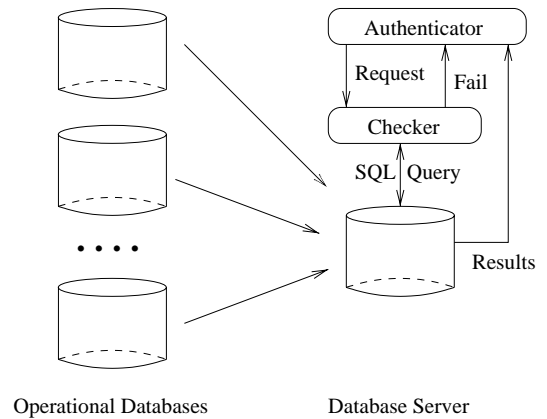 Authenticator
Request
Fail
Checker
SQL Query
Results
Operational Databases
Database Server